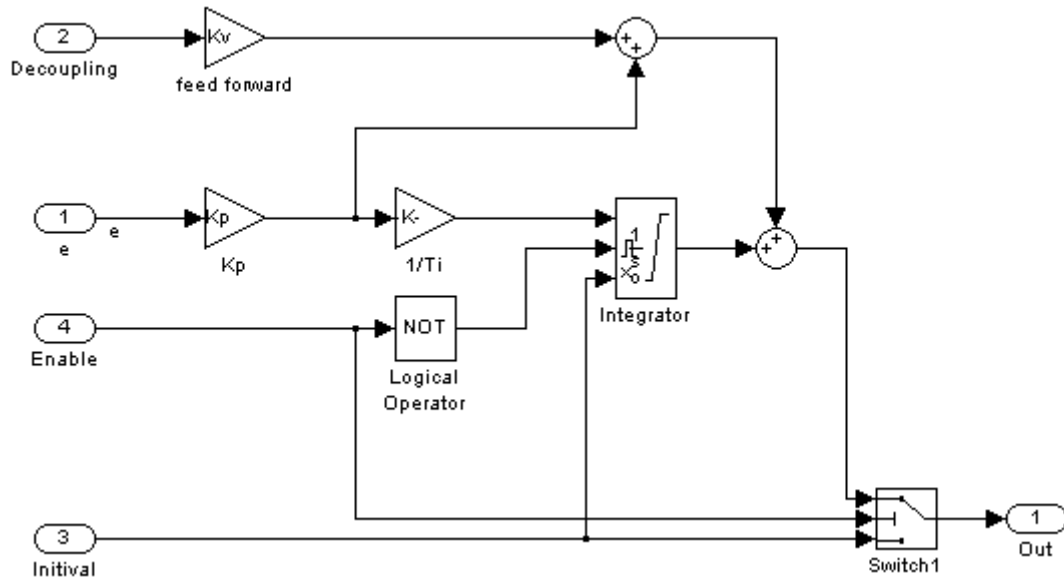 2
Decoupling
Kv
feed forward
+
+
1
e
e
Kp
Kp
K-
1/Ti
1
s
xo
Integrator
+
+
4
Enable
NOT
Logical
Operator
3
Initival
Switch1
1
Out